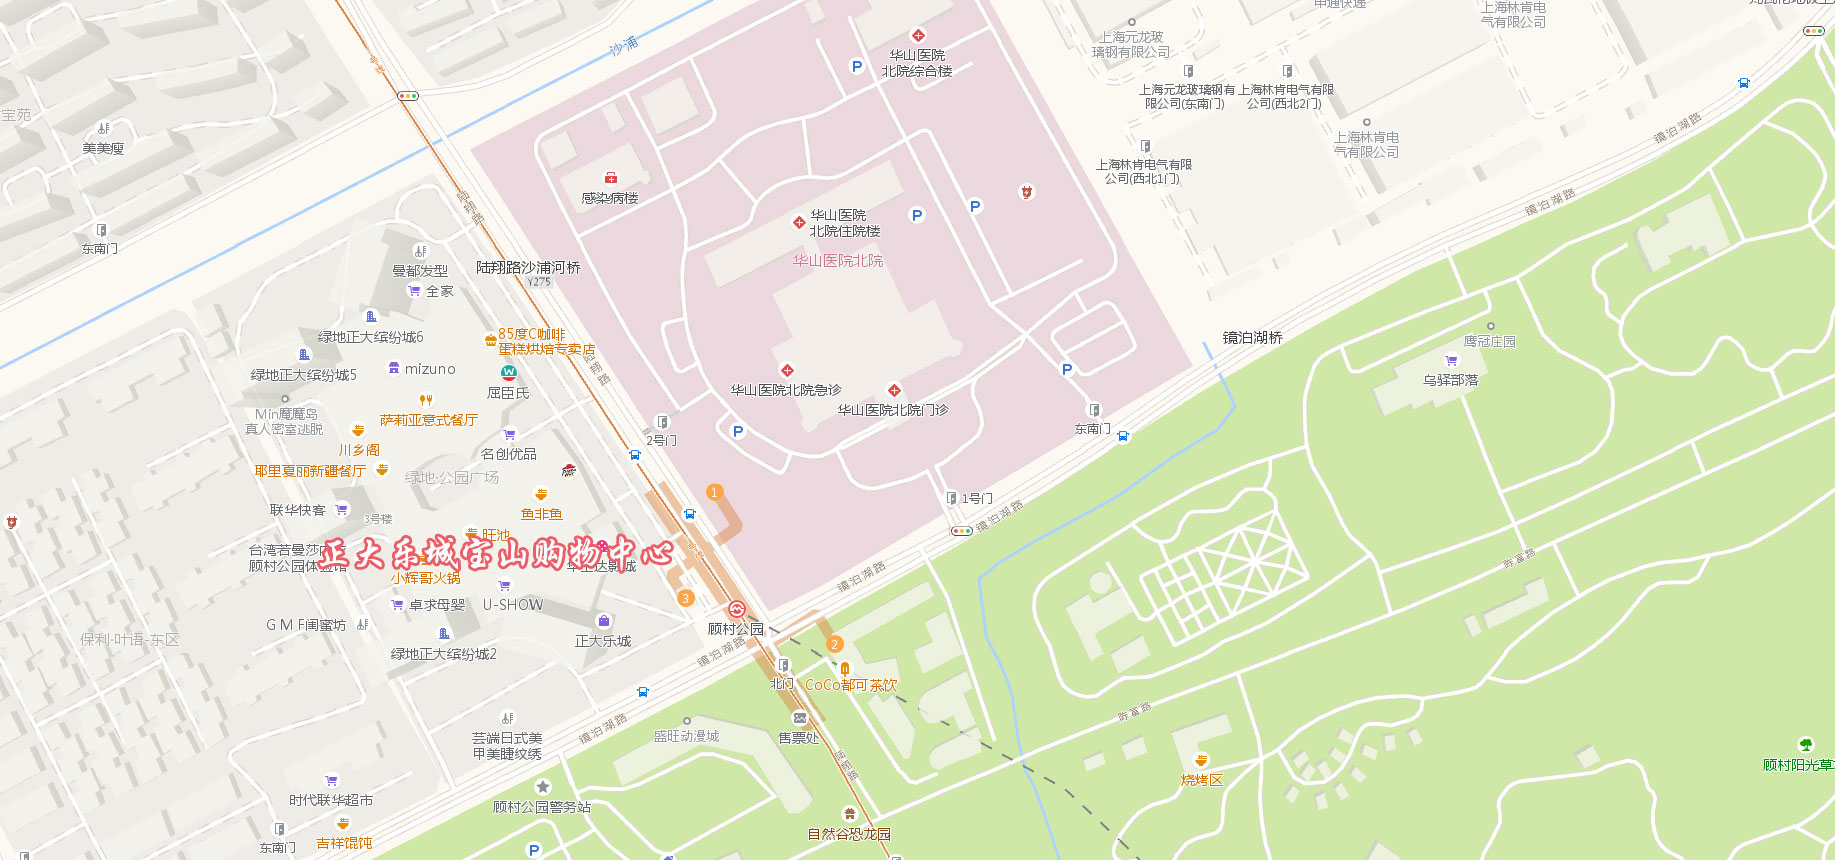 沙浦
华山医院
北院综合楼
申通快递
上海林肯电
气有限公司
上海元龙玻
璃钢有限公司
上海元龙玻璃钢有
限公司(东南门)
上海林肯电气有限
公司(西北2门)
上海林肯电
气有限公司
上海林肯电气有限
公司(西北1门)
镜泊湖路
镜泊湖路
宝苑
美美瘦
东南门
感染病楼
华山医院
北院住院楼
华山医院北院
陆翔路
陆翔路沙浦河桥
Y275
曼都发型
全家
绿地正大缤纷城6
85度C咖啡
蛋糕烘焙专卖店
绿地正大缤纷城5
mizuno
屈臣氏
Min魔魔岛
真人密室逃脱
萨莉亚意式餐厅
川乡阁
名创优品
耶里夏丽新疆餐厅
绿地·公园广场
联华快客
3号楼
鱼非鱼
旺池
台湾若曼莎
顾村公园体验馆
正大乐城宝山购物中心
小辉哥火锅
卓求母婴
U-SHOW
G M F闺蜜坊
绿地正大缤纷城2
正大乐城
保利·叶语-东区
华山医院北院急诊
华山医院北院门诊
2号门
东南门
1号门
镜泊湖桥
鹰冠庄园
乌驿部落
镜泊湖路
镜泊湖路
1
3
2
顾村公园
镜泊湖路
北门
CoCo都可茶饮
售票处
盛旺动漫城
镜泊湖路
陈富路
陈富路
芸端日式美
甲美睫纹绣
时代联华超市
吉祥馄饨
东南门
顾村公园警务站
自然谷恐龙园
烧烤区
顾村阳光草
P
P
P
P
P
P